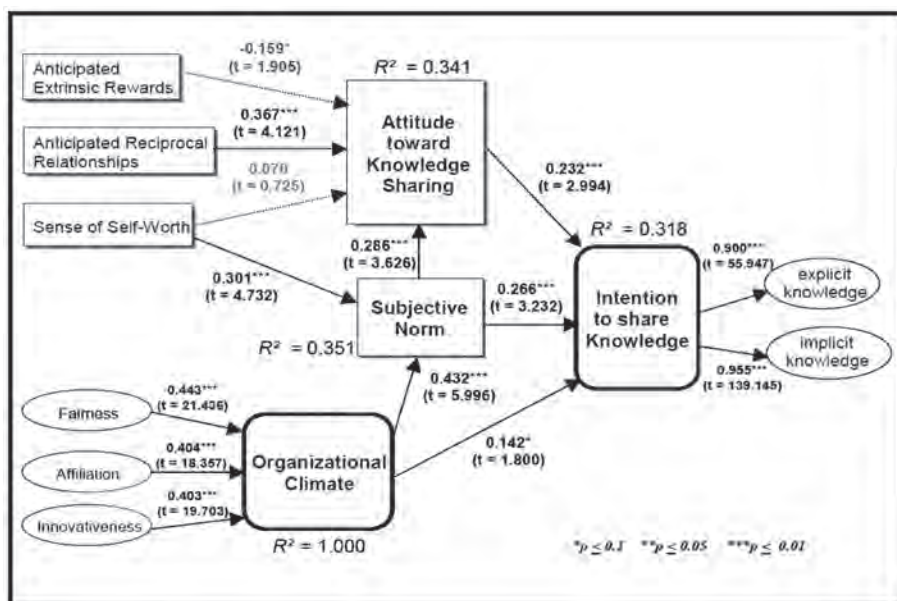 Anticipated
Extrinsic Rewards
-0.159*
(t = 1.905)
R² = 0.341
Anticipated Reciprocal
Relationships
0.367***
(t = 4.121)
Attitude
toward
Knowledge
Sharing
0.070
(t = 0.725)
0.232***
(t = 2.994)
Sense of Self-Worth
0.286***
(t = 3.626)
R² = 0.318
0.301***
(t = 4.732)
0.900***
(t = 55.947)
explicit
knowledge
Subjective
Norm
0.266***
(t = 3.232)
Intention
to share
Knowledge
R² = 0.351
implicit
knowledge
0.955***
(t = 139.145)
0.432***
(t = 5.996)
Fairness
0.443***
(t = 21.436)
0.142*
(t = 1.800)
Affiliation
0.404***
(t = 18.357)
Organizational
Climate
Innovativeness
0.403***
(t = 19.703)
R² = 1.000
*p ≤ 0.1 **p ≤ 0.05 ***p ≤ 0.01